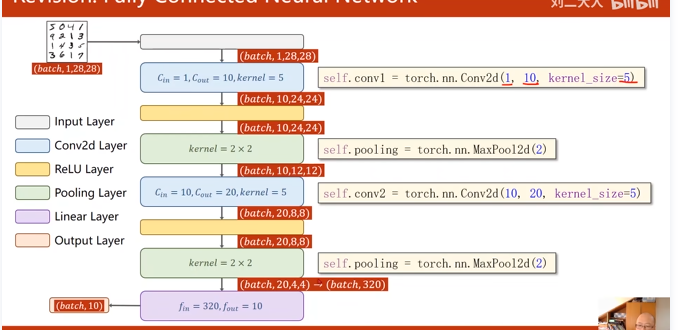 Revision: Fully Connected Neural Network
刘二大人 bilibili
5 0 4 1
9 2 1 3
1 4 3 5
3 6 1 7
(batch, 1,28,28)
(batch, 1,28,28)
C_in = 1, C_out = 10, kernel = 5
self.conv1 = torch.nn.Conv2d(1, 10, kernel_size=5)
(batch, 10,24,24)
(batch, 10,24,24)
kernel = 2 × 2
self.pooling = torch.nn.MaxPool2d(2)
(batch, 10,12,12)
C_in = 10, C_out = 20, kernel = 5
self.conv2 = torch.nn.Conv2d(10, 20, kernel_size=5)
(batch, 20,8,8)
(batch, 20,8,8)
kernel = 2 × 2
self.pooling = torch.nn.MaxPool2d(2)
(batch, 20,4,4) → (batch, 320)
f_in = 320, f_out = 10
(batch, 10)
Input Layer
Conv2d Layer
ReLU Layer
Pooling Layer
Linear Layer
Output Layer